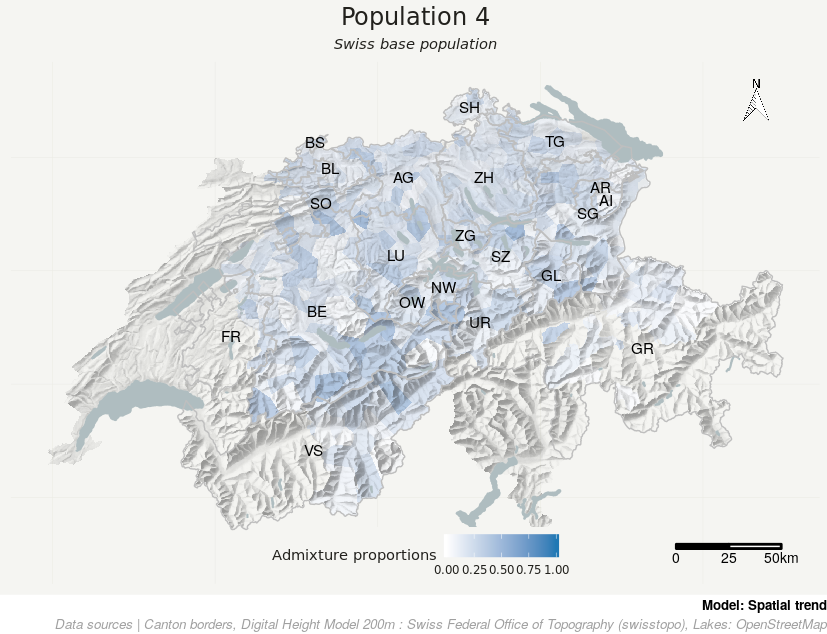 Population 4
Swiss base population
N
SH
BS
TG
BL
AG
ZH
AR
AI
SO
SG
ZG
LU
SZ
GL
NW
OW
BE
UR
FR
GR
VS
Admixture proportions
0.00 0.25 0.50 0.75 1.00
0 25 50km
Model: Spatial trend
Data sources | Canton borders, Digital Height Model 200m : Swiss Federal Office of Topography (swisstopo), Lakes: OpenStreetMap